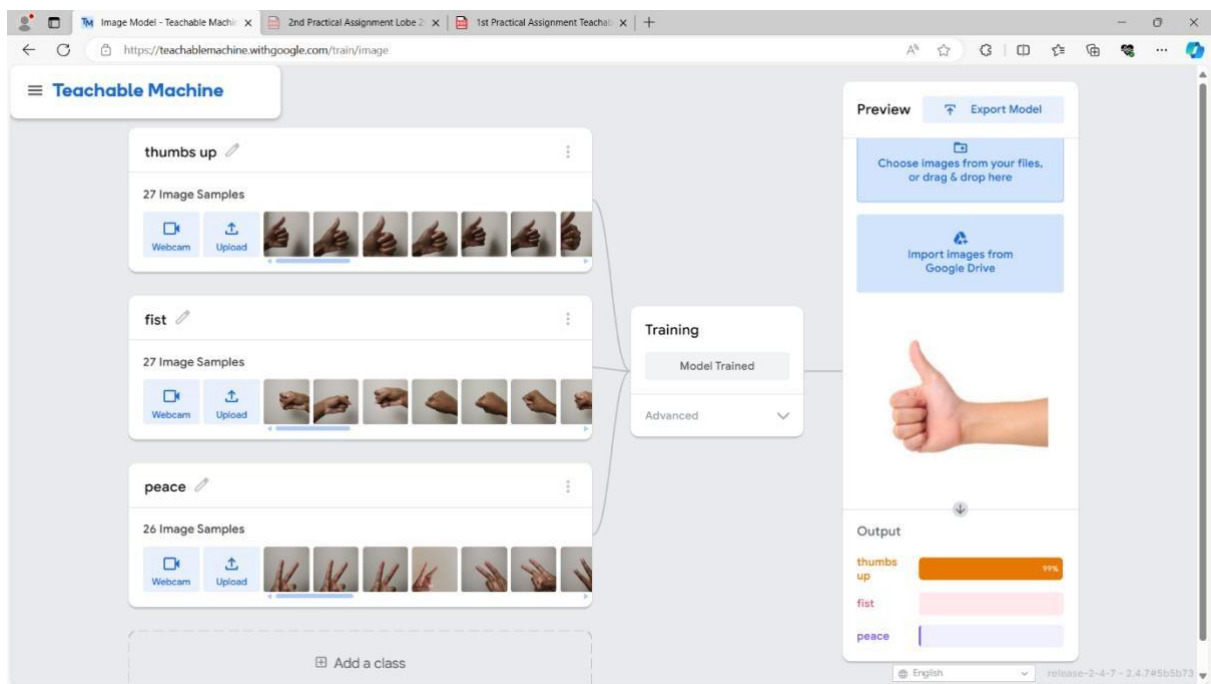 Image Model - Teachable Machin
2nd Practical Assignment Lobe 2
1st Practical Assignment Teachab
https://teachablemachine.withgoogle.com/train/image
Teachable Machine
thumbs up
27 Image Samples
Webcam
Upload
fist
27 Image Samples
Webcam
Upload
peace
26 Image Samples
Webcam
Upload
Add a class
Training
Model Trained
Advanced
Preview
Export Model
Choose images from your files,
or drag & drop here
Import images from
Google Drive
Output
thumbs
up
99%
fist
peace
English
release-2-4-7 - 2.4.7#5b5b73